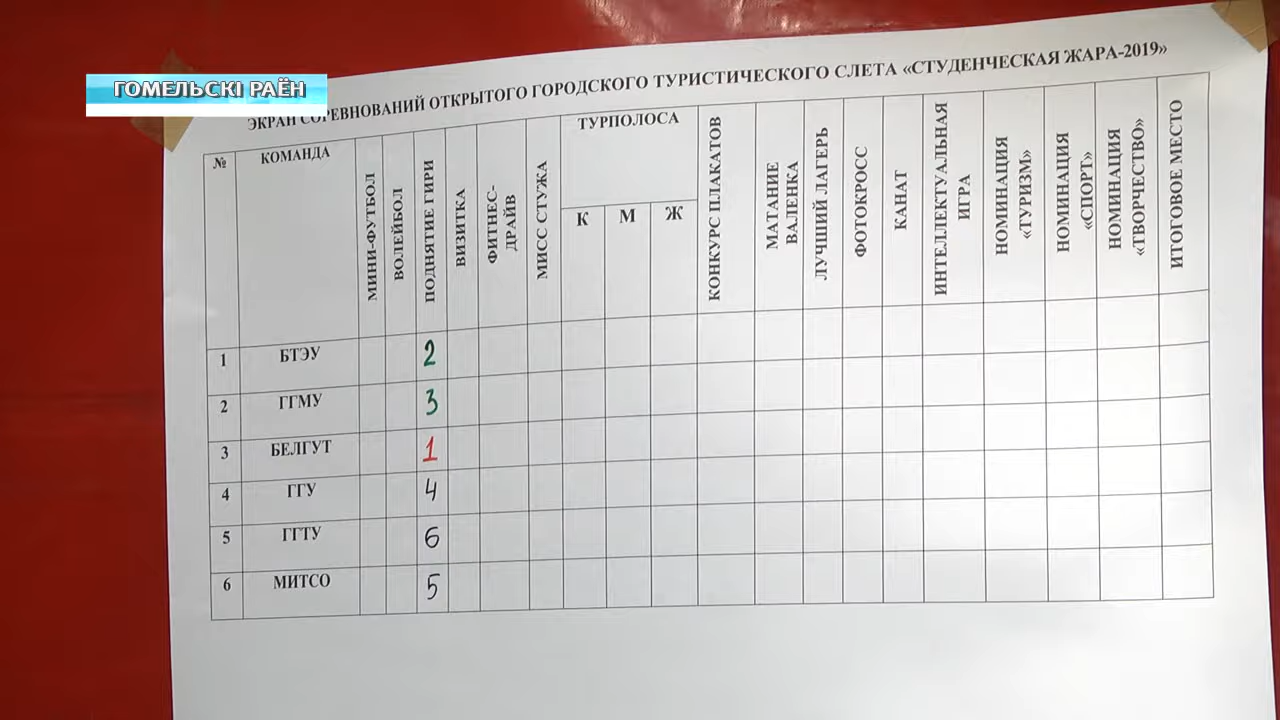 ГОМЕЛЬСКІ РАЁН
ЭКРАН СОРЕВНОВАНИЙ ОТКРЫТОГО ГОРОДСКОГО ТУРИСТИЧЕСКОГО СЛЕТА «СТУДЕНЧЕСКАЯ ЖАРА-2019»
№
КОМАНДА
МИНИ-ФУТБОЛ
ВОЛЕЙБОЛ
ПОДНЯТИЕ ГИРИ
ВИЗИТКА
ФИТНЕС-
ДРАЙВ
МИСС СТУЖА
ТУРПОЛОСА
К М Ж
КОНКУРС ПЛАКАТОВ
МАТАНИЕ
ВАЛЕНКА
ЛУЧШИЙ ЛАГЕРЬ
ФОТОКРОСС
КАНАТ
ИНТЕЛЛЕКТУАЛЬНАЯ
ИГРА
НОМИНАЦИЯ
«ТУРИЗМ»
НОМИНАЦИЯ
«СПОРТ»
НОМИНАЦИЯ
«ТВОРЧЕСТВО»
ИТОГОВОЕ МЕСТО
1 БТЭУ 2
2 ГГМУ 3
3 БЕЛГУТ 1
4 ГГУ 4
5 ГГТУ 6
6 МИТСО 5